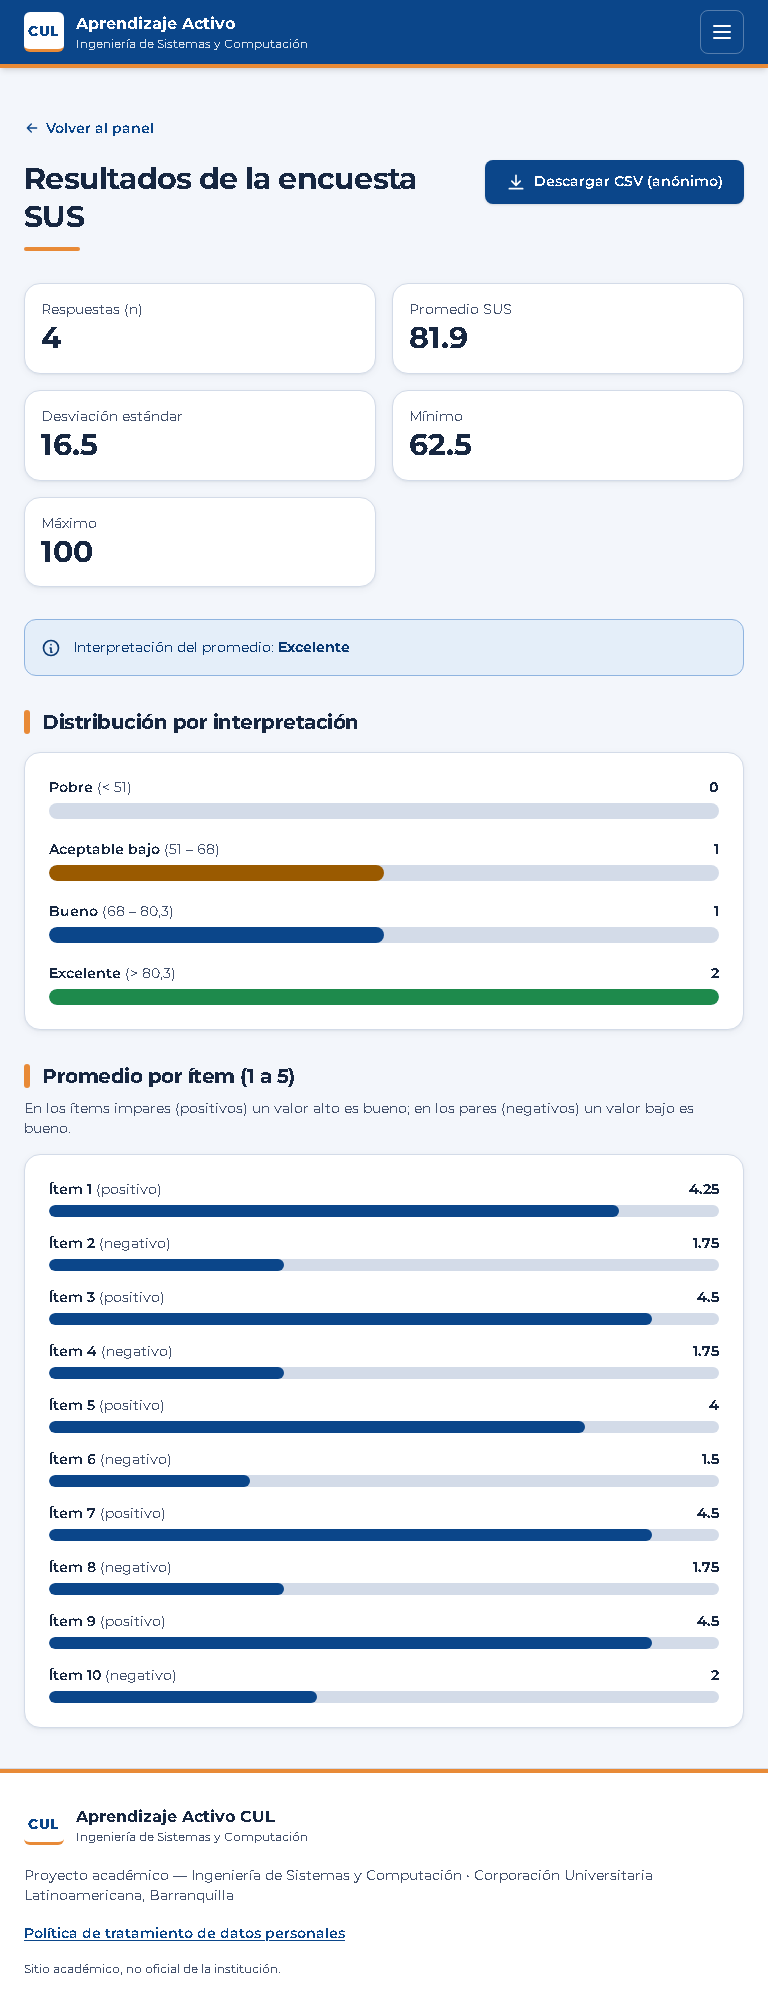 CUL
Aprendizaje Activo
Ingeniería de Sistemas y Computación
← Volver al panel
Resultados de la encuesta
SUS
Descargar CSV (anónimo)
Respuestas (n)
4
Promedio SUS
81.9
Desviación estándar
16.5
Mínimo
62.5
Máximo
100
Interpretación del promedio: Excelente
Distribución por interpretación
Pobre (< 51) 0
Aceptable bajo (51 – 68) 1
Bueno (68 – 80,3) 1
Excelente (> 80,3) 2
Promedio por ítem (1 a 5)
En los ítems impares (positivos) un valor alto es bueno; en los pares (negativos) un valor bajo es
bueno.
Ítem 1 (positivo) 4.25
Ítem 2 (negativo) 1.75
Ítem 3 (positivo) 4.5
Ítem 4 (negativo) 1.75
Ítem 5 (positivo) 4
Ítem 6 (negativo) 1.5
Ítem 7 (positivo) 4.5
Ítem 8 (negativo) 1.75
Ítem 9 (positivo) 4.5
Ítem 10 (negativo) 2
CUL
Aprendizaje Activo CUL
Ingeniería de Sistemas y Computación
Proyecto académico — Ingeniería de Sistemas y Computación · Corporación Universitaria
Latinoamericana, Barranquilla
Política de tratamiento de datos personales
Sitio académico, no oficial de la institución.